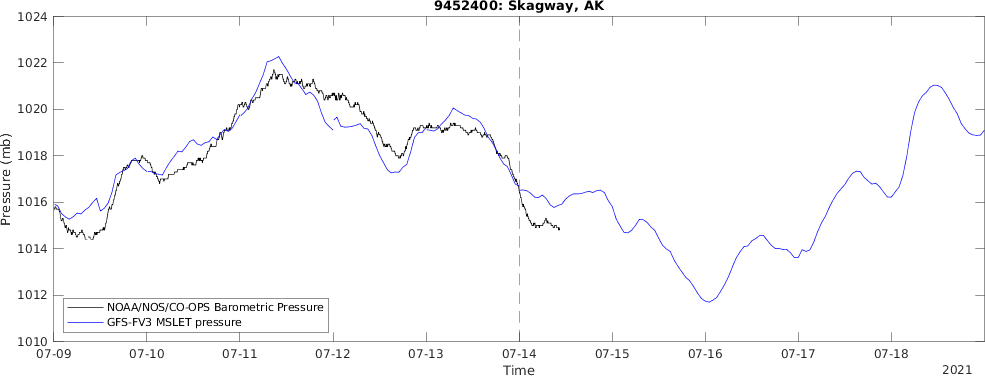 9452400: Skagway, AK
1024
1022
1020
1018
1016
1014
1012
1010
Pressure (mb)
NOAA/NOS/CO-OPS Barometric Pressure
GFS-FV3 MSLET pressure
07-09 07-10 07-11 07-12 07-13 07-14 07-15 07-16 07-17 07-18
Time
2021